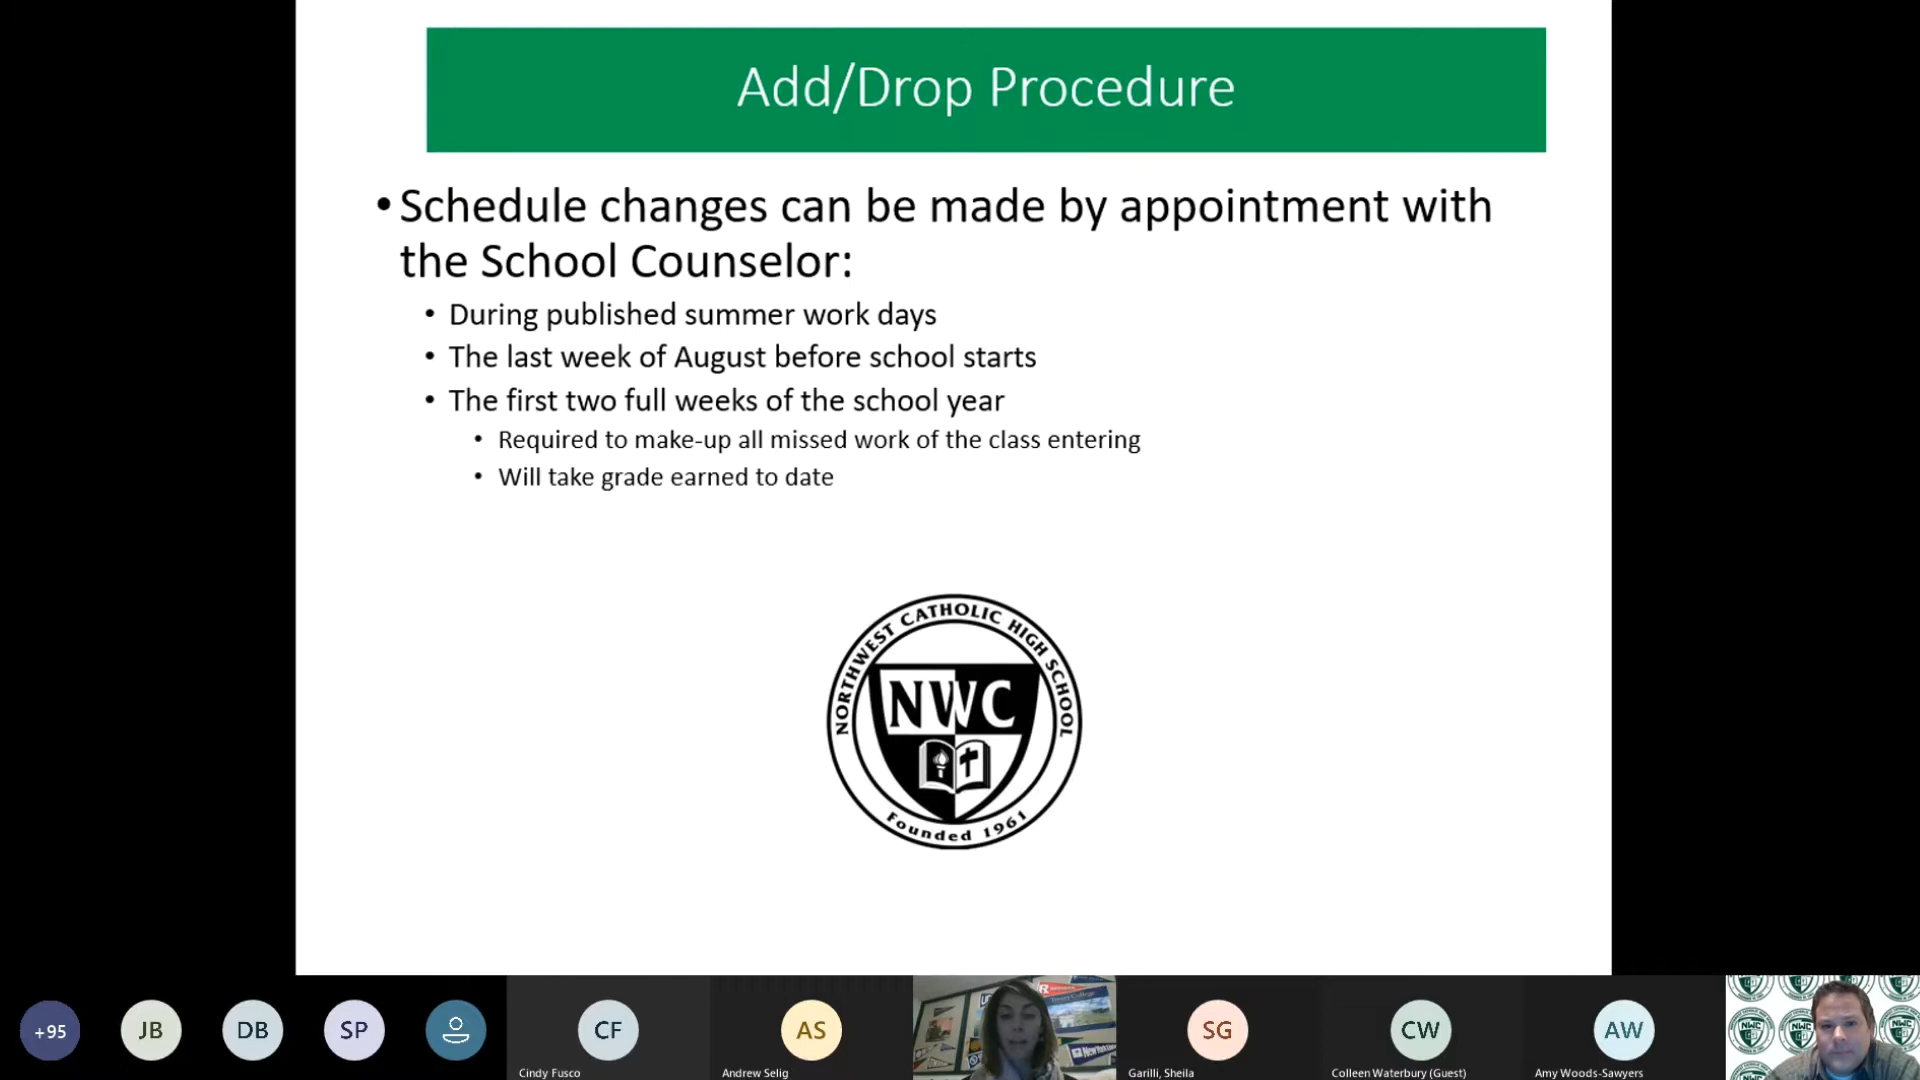 Add/Drop Procedure
• Schedule changes can be made by appointment with
the School Counselor:
• During published summer work days
• The last week of August before school starts
• The first two full weeks of the school year
• Required to make-up all missed work of the class entering
• Will take grade earned to date
NORTHWEST CATHOLIC HIGH SCHOOL
NWC
Founded 1961
+95
JB
DB
SP
CF
Cindy Fusco
AS
Andrew Selig
SG
Garilli, Sheila
CW
Colleen Waterbury (Guest)
AW
Amy Woods-Sawyers
NWC
NWC